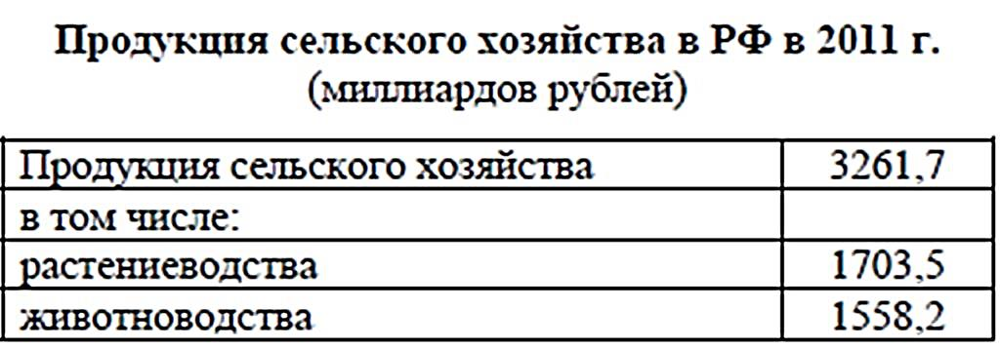 Продукция сельского хозяйства в РФ в 2011 г.
(миллиардов рублей)
Продукция сельского хозяйства 3261,7
в том числе:
растениеводства 1703,5
животноводства 1558,2